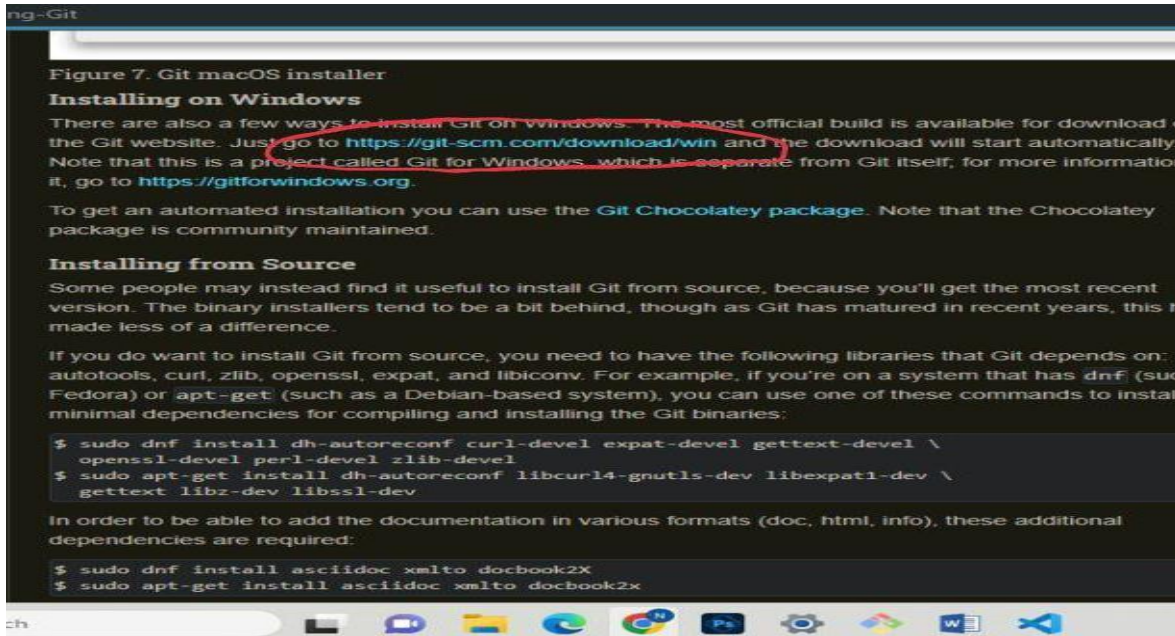 ng-Git
Figure 7. Git macOS installer
Installing on Windows
There are also a few ways to install Git on Windows. The most official build is available for download
the Git website. Just go to https://git-scm.com/download/win and the download will start automatically
Note that this is a project called Git for Windows, which is separate from Git itself; for more informatio
it, go to https://gitforwindows.org.
To get an automated installation you can use the Git Chocolatey package. Note that the Chocolatey
package is community maintained.
Installing from Source
Some people may instead find it useful to install Git from source, because you'll get the most recent
version. The binary installers tend to be a bit behind, though as Git has matured in recent years, this
made less of a difference.
If you do want to install Git from source, you need to have the following libraries that Git depends on:
autotools, curl, zlib, openssl, expat, and libiconv. For example, if you're on a system that has dnf (suc
Fedora) or apt-get (such as a Debian-based system), you can use one of these commands to instal
minimal dependencies for compiling and installing the Git binaries:
$ sudo dnf install dh-autoreconf curl-devel expat-devel gettext-devel \
openssl-devel perl-devel zlib-devel
$ sudo apt-get install dh-autoreconf libcurl4-gnutls-dev libexpat1-dev \
gettext libz-dev libssl-dev
In order to be able to add the documentation in various formats (doc, html, info), these additional
dependencies are required:
$ sudo dnf install asciidoc xmlto docbook2X
$ sudo apt-get install asciidoc xmlto docbook2x
ch
N
Ps
W